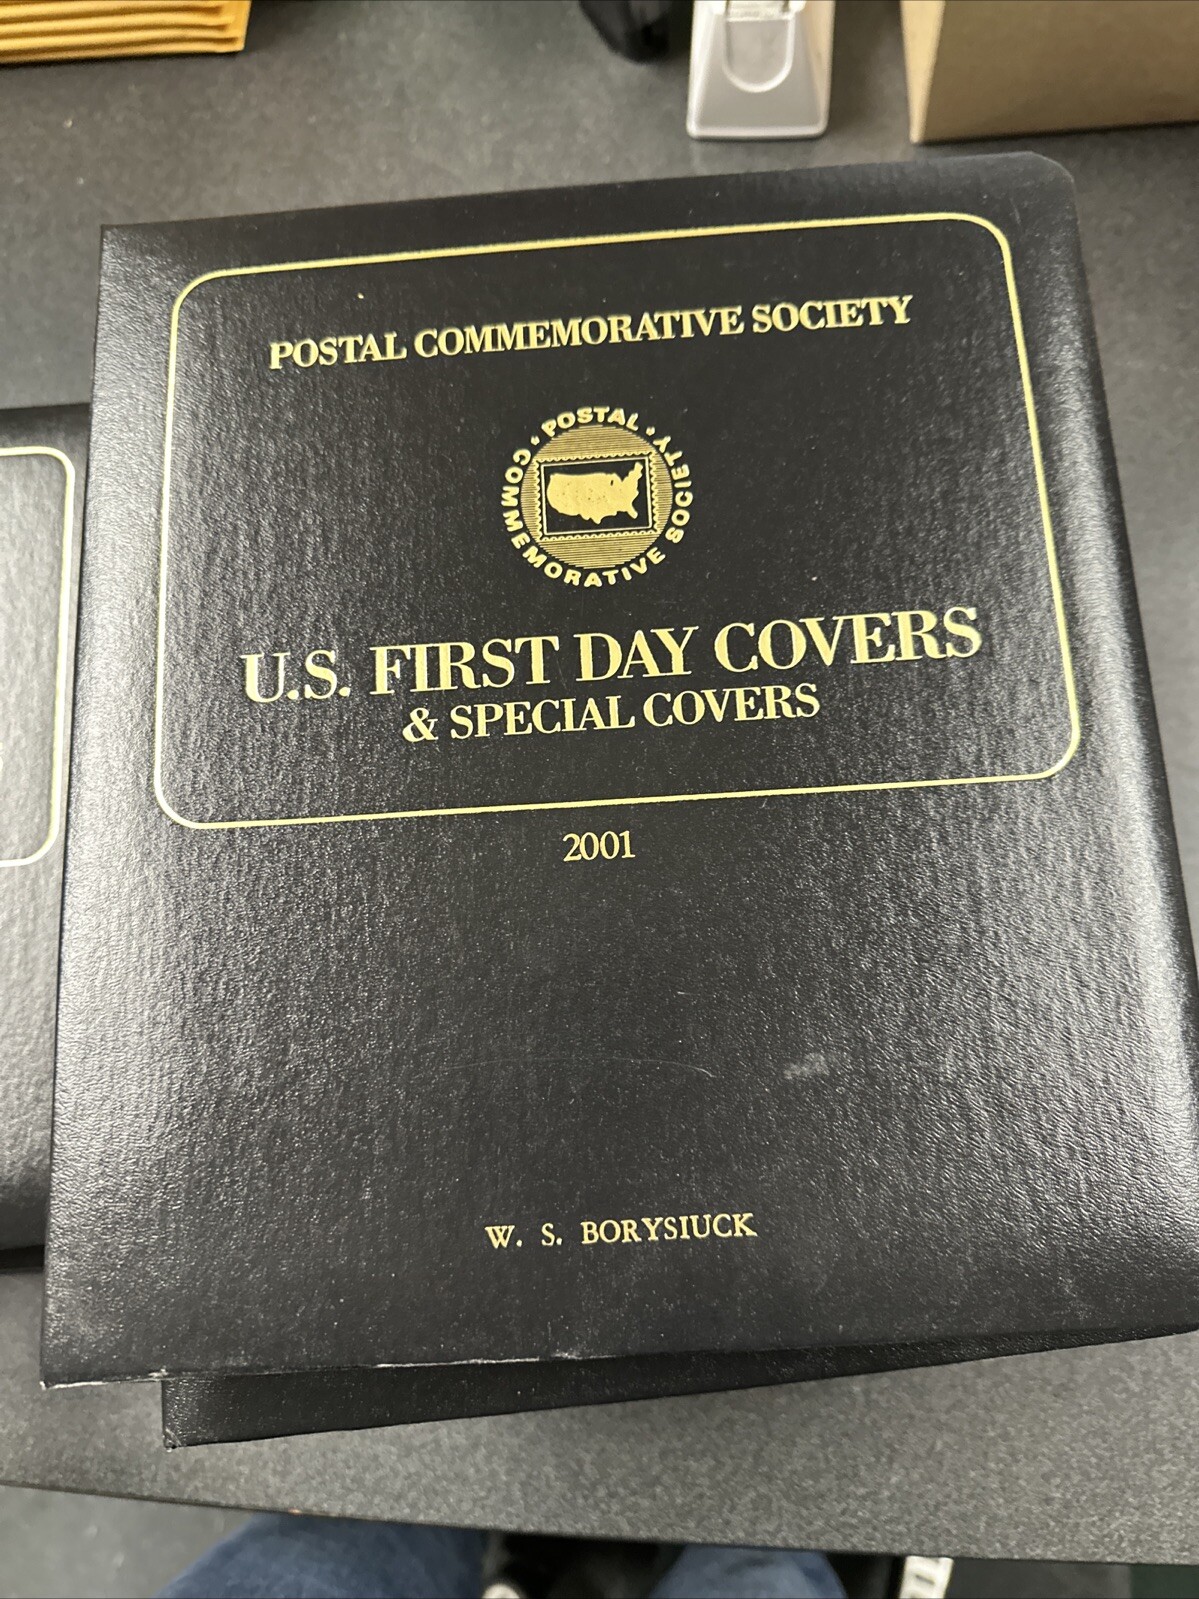 POSTAL COMMEMORATIVE SOCIETY
• POSTAL •
COMMEMORATIVE SOCIETY
U.S. FIRST DAY COVERS
& SPECIAL COVERS
2001
W. S. BORYSIUCK